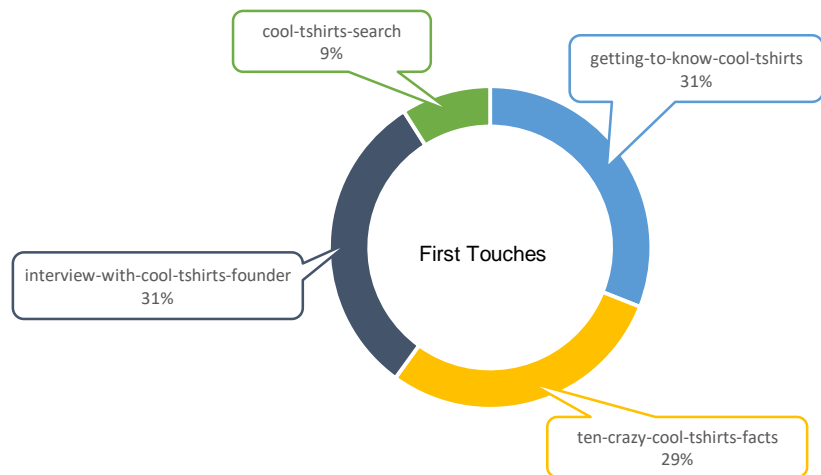 cool-tshirts-search
9%
getting-to-know-cool-tshirts
31%
First Touches
interview-with-cool-tshirts-founder
31%
ten-crazy-cool-tshirts-facts
29%